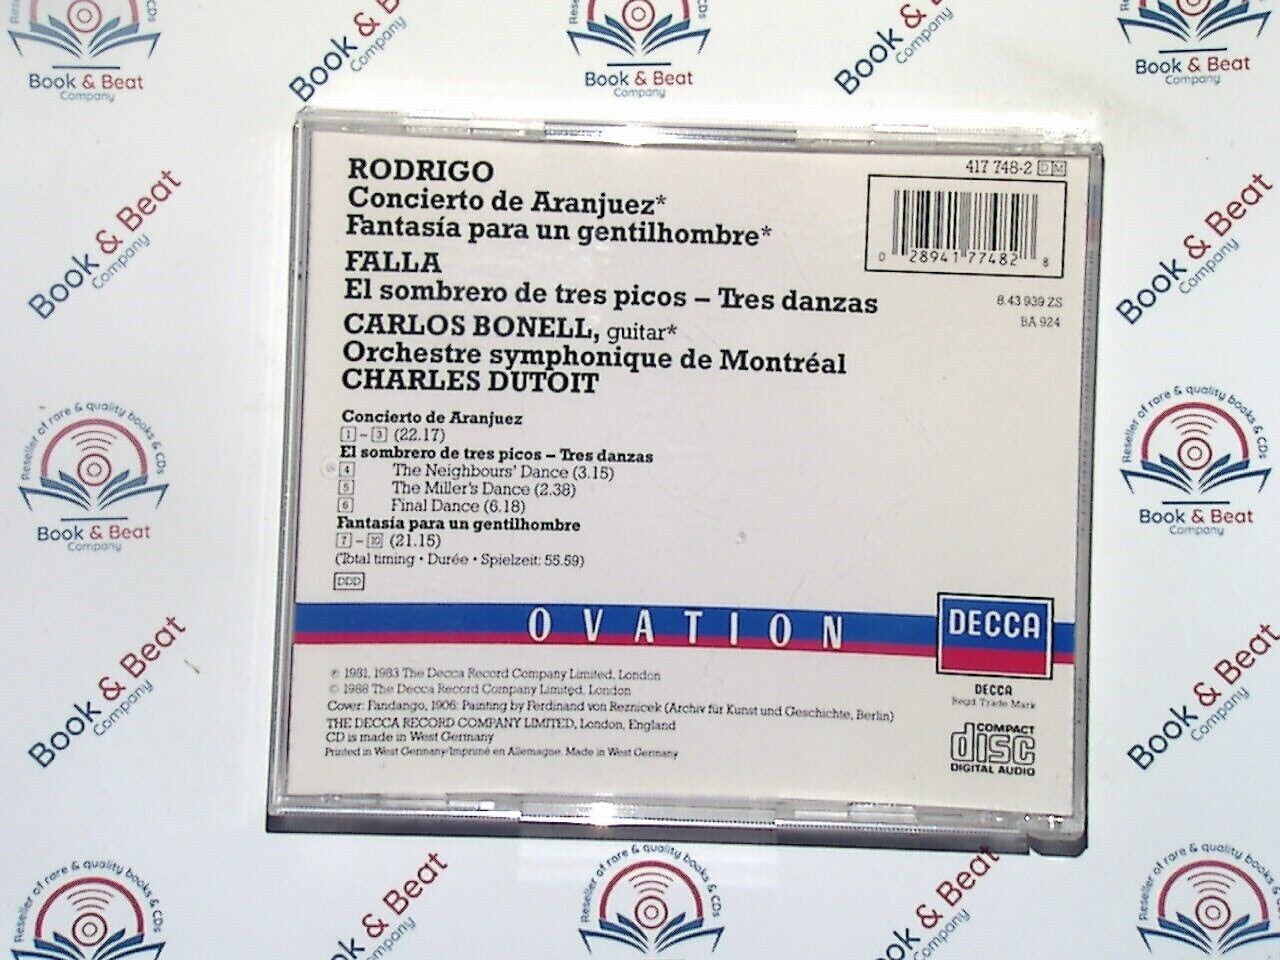 Book & Beat
Company
RODRIGO
Concierto de Aranjuez*
Fantasía para un gentilhombre*
FALLA
El sombrero de tres picos – Tres danzas
CARLOS BONELL, guitar*
Orchestre symphonique de Montréal
CHARLES DUTOIT
417 748-2 DM
0 28941 77482 8
8.43 939 ZS
BA 924
Concierto de Aranjuez
1 – 3 (22.17)
El sombrero de tres picos – Tres danzas
4 The Neighbours' Dance (3.15)
5 The Miller's Dance (2.38)
6 Final Dance (6.18)
Fantasía para un gentilhombre
7 – 10 (21.15)
(Total timing • Durée • Spielzeit: 55.59)
DDD
OVATION
DECCA
DECCA
Regd. Trade Mark
℗ 1981, 1983 The Decca Record Company Limited, London
© 1988 The Decca Record Company Limited, London
Cover: Fandango, 1906: Painting by Ferdinand von Reznicek (Archiv für Kunst und Geschichte, Berlin)
THE DECCA RECORD COMPANY LIMITED, London, England
CD is made in West Germany
Printed in West Germany/Imprimé en Allemagne. Made in West Germany
COMPACT
disc
DIGITAL AUDIO
Reseller of rare & quality books & CDs
Book & Beat
Company